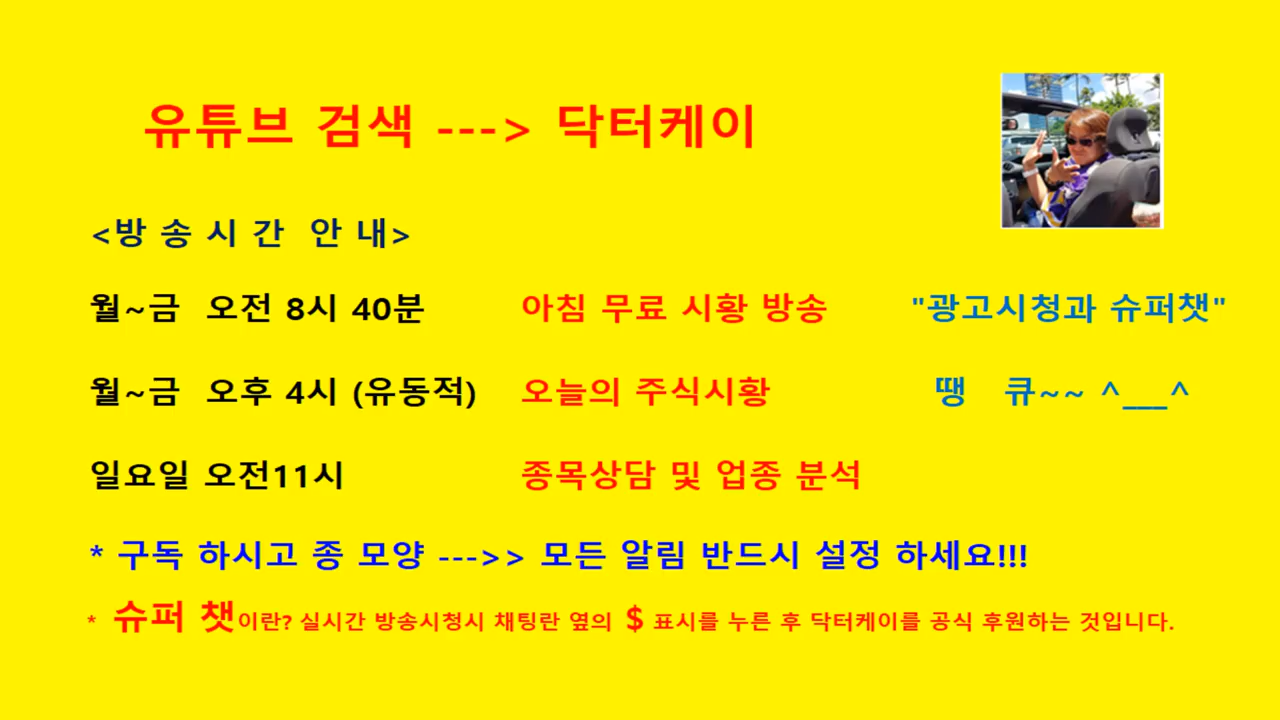 유튜브 검색 ---> 닥터케이
<방 송 시 간 안 내>
월~금 오전 8시 40분 아침 무료 시황 방송 "광고시청과 슈퍼챗"
월~금 오후 4시 (유동적) 오늘의 주식시황 땡 큐~~ ^___^
일요일 오전11시 종목상담 및 업종 분석
* 구독 하시고 종 모양 --->> 모든 알림 반드시 설정 하세요!!!
* 슈퍼 챗이란? 실시간 방송시청시 채팅란 옆의 $ 표시를 누른 후 닥터케이를 공식 후원하는 것입니다.